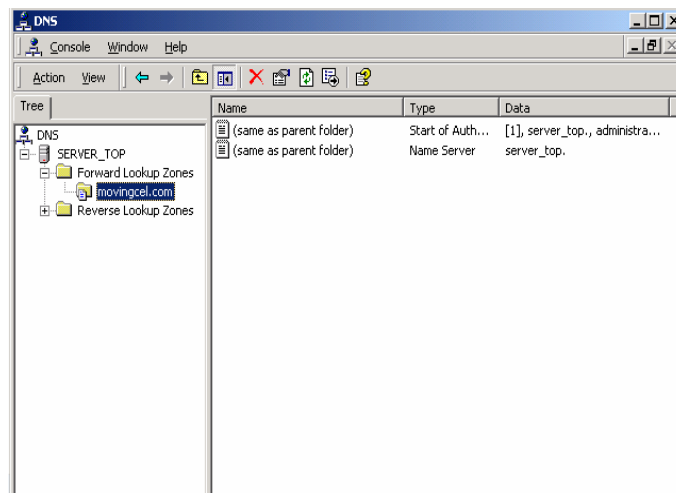 DNS
Console Window Help
Action View
Tree
Name Type Data
DNS
SERVER_TOP
Forward Lookup Zones
movingcel.com
Reverse Lookup Zones
(same as parent folder) Start of Auth... [1], server_top., administra...
(same as parent folder) Name Server server_top.